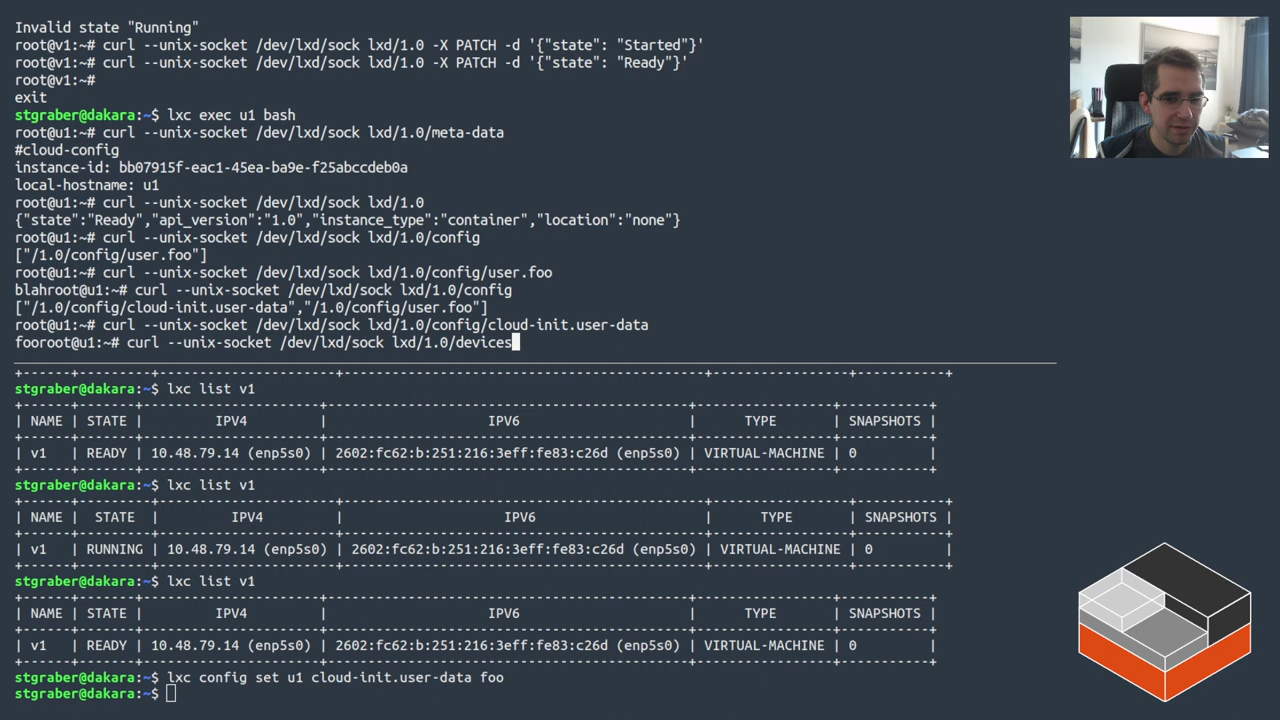 Invalid state "Running"
root@v1:~# curl --unix-socket /dev/lxd/sock lxd/1.0 -X PATCH -d '{"state": "Started"}'
root@v1:~# curl --unix-socket /dev/lxd/sock lxd/1.0 -X PATCH -d '{"state": "Ready"}'
root@v1:~#
exit
stgraber@dakara:~$ lxc exec u1 bash
root@u1:~# curl --unix-socket /dev/lxd/sock lxd/1.0/meta-data
#cloud-config
instance-id: bb07915f-eac1-45ea-ba9e-f25abccdeb0a
local-hostname: u1
root@u1:~# curl --unix-socket /dev/lxd/sock lxd/1.0
{"state":"Ready","api_version":"1.0","instance_type":"container","location":"none"}
root@u1:~# curl --unix-socket /dev/lxd/sock lxd/1.0/config
["/1.0/config/user.foo"]
root@u1:~# curl --unix-socket /dev/lxd/sock lxd/1.0/config/user.foo
blahroot@u1:~# curl --unix-socket /dev/lxd/sock lxd/1.0/config
["/1.0/config/cloud-init.user-data","/1.0/config/user.foo"]
root@u1:~# curl --unix-socket /dev/lxd/sock lxd/1.0/config/cloud-init.user-data
fooroot@u1:~# curl --unix-socket /dev/lxd/sock lxd/1.0/devices
+------+---------+----------------------+----------------------------------------------+-----------------+-----------+
stgraber@dakara:~$ lxc list v1
+------+-------+----------------------+----------------------------------------------+-----------------+-----------+
| NAME | STATE | IPV4 | IPV6 | TYPE | SNAPSHOTS |
+------+-------+----------------------+----------------------------------------------+-----------------+-----------+
| v1 | READY | 10.48.79.14 (enp5s0) | 2602:fc62:b:251:216:3eff:fe83:c26d (enp5s0) | VIRTUAL-MACHINE | 0 |
+------+-------+----------------------+----------------------------------------------+-----------------+-----------+
stgraber@dakara:~$ lxc list v1
+------+---------+----------------------+----------------------------------------------+-----------------+-----------+
| NAME | STATE | IPV4 | IPV6 | TYPE | SNAPSHOTS |
+------+---------+----------------------+----------------------------------------------+-----------------+-----------+
| v1 | RUNNING | 10.48.79.14 (enp5s0) | 2602:fc62:b:251:216:3eff:fe83:c26d (enp5s0) | VIRTUAL-MACHINE | 0 |
+------+---------+----------------------+----------------------------------------------+-----------------+-----------+
stgraber@dakara:~$ lxc list v1
+------+-------+----------------------+----------------------------------------------+-----------------+-----------+
| NAME | STATE | IPV4 | IPV6 | TYPE | SNAPSHOTS |
+------+-------+----------------------+----------------------------------------------+-----------------+-----------+
| v1 | READY | 10.48.79.14 (enp5s0) | 2602:fc62:b:251:216:3eff:fe83:c26d (enp5s0) | VIRTUAL-MACHINE | 0 |
+------+-------+----------------------+----------------------------------------------+-----------------+-----------+
stgraber@dakara:~$ lxc config set u1 cloud-init.user-data foo
stgraber@dakara:~$